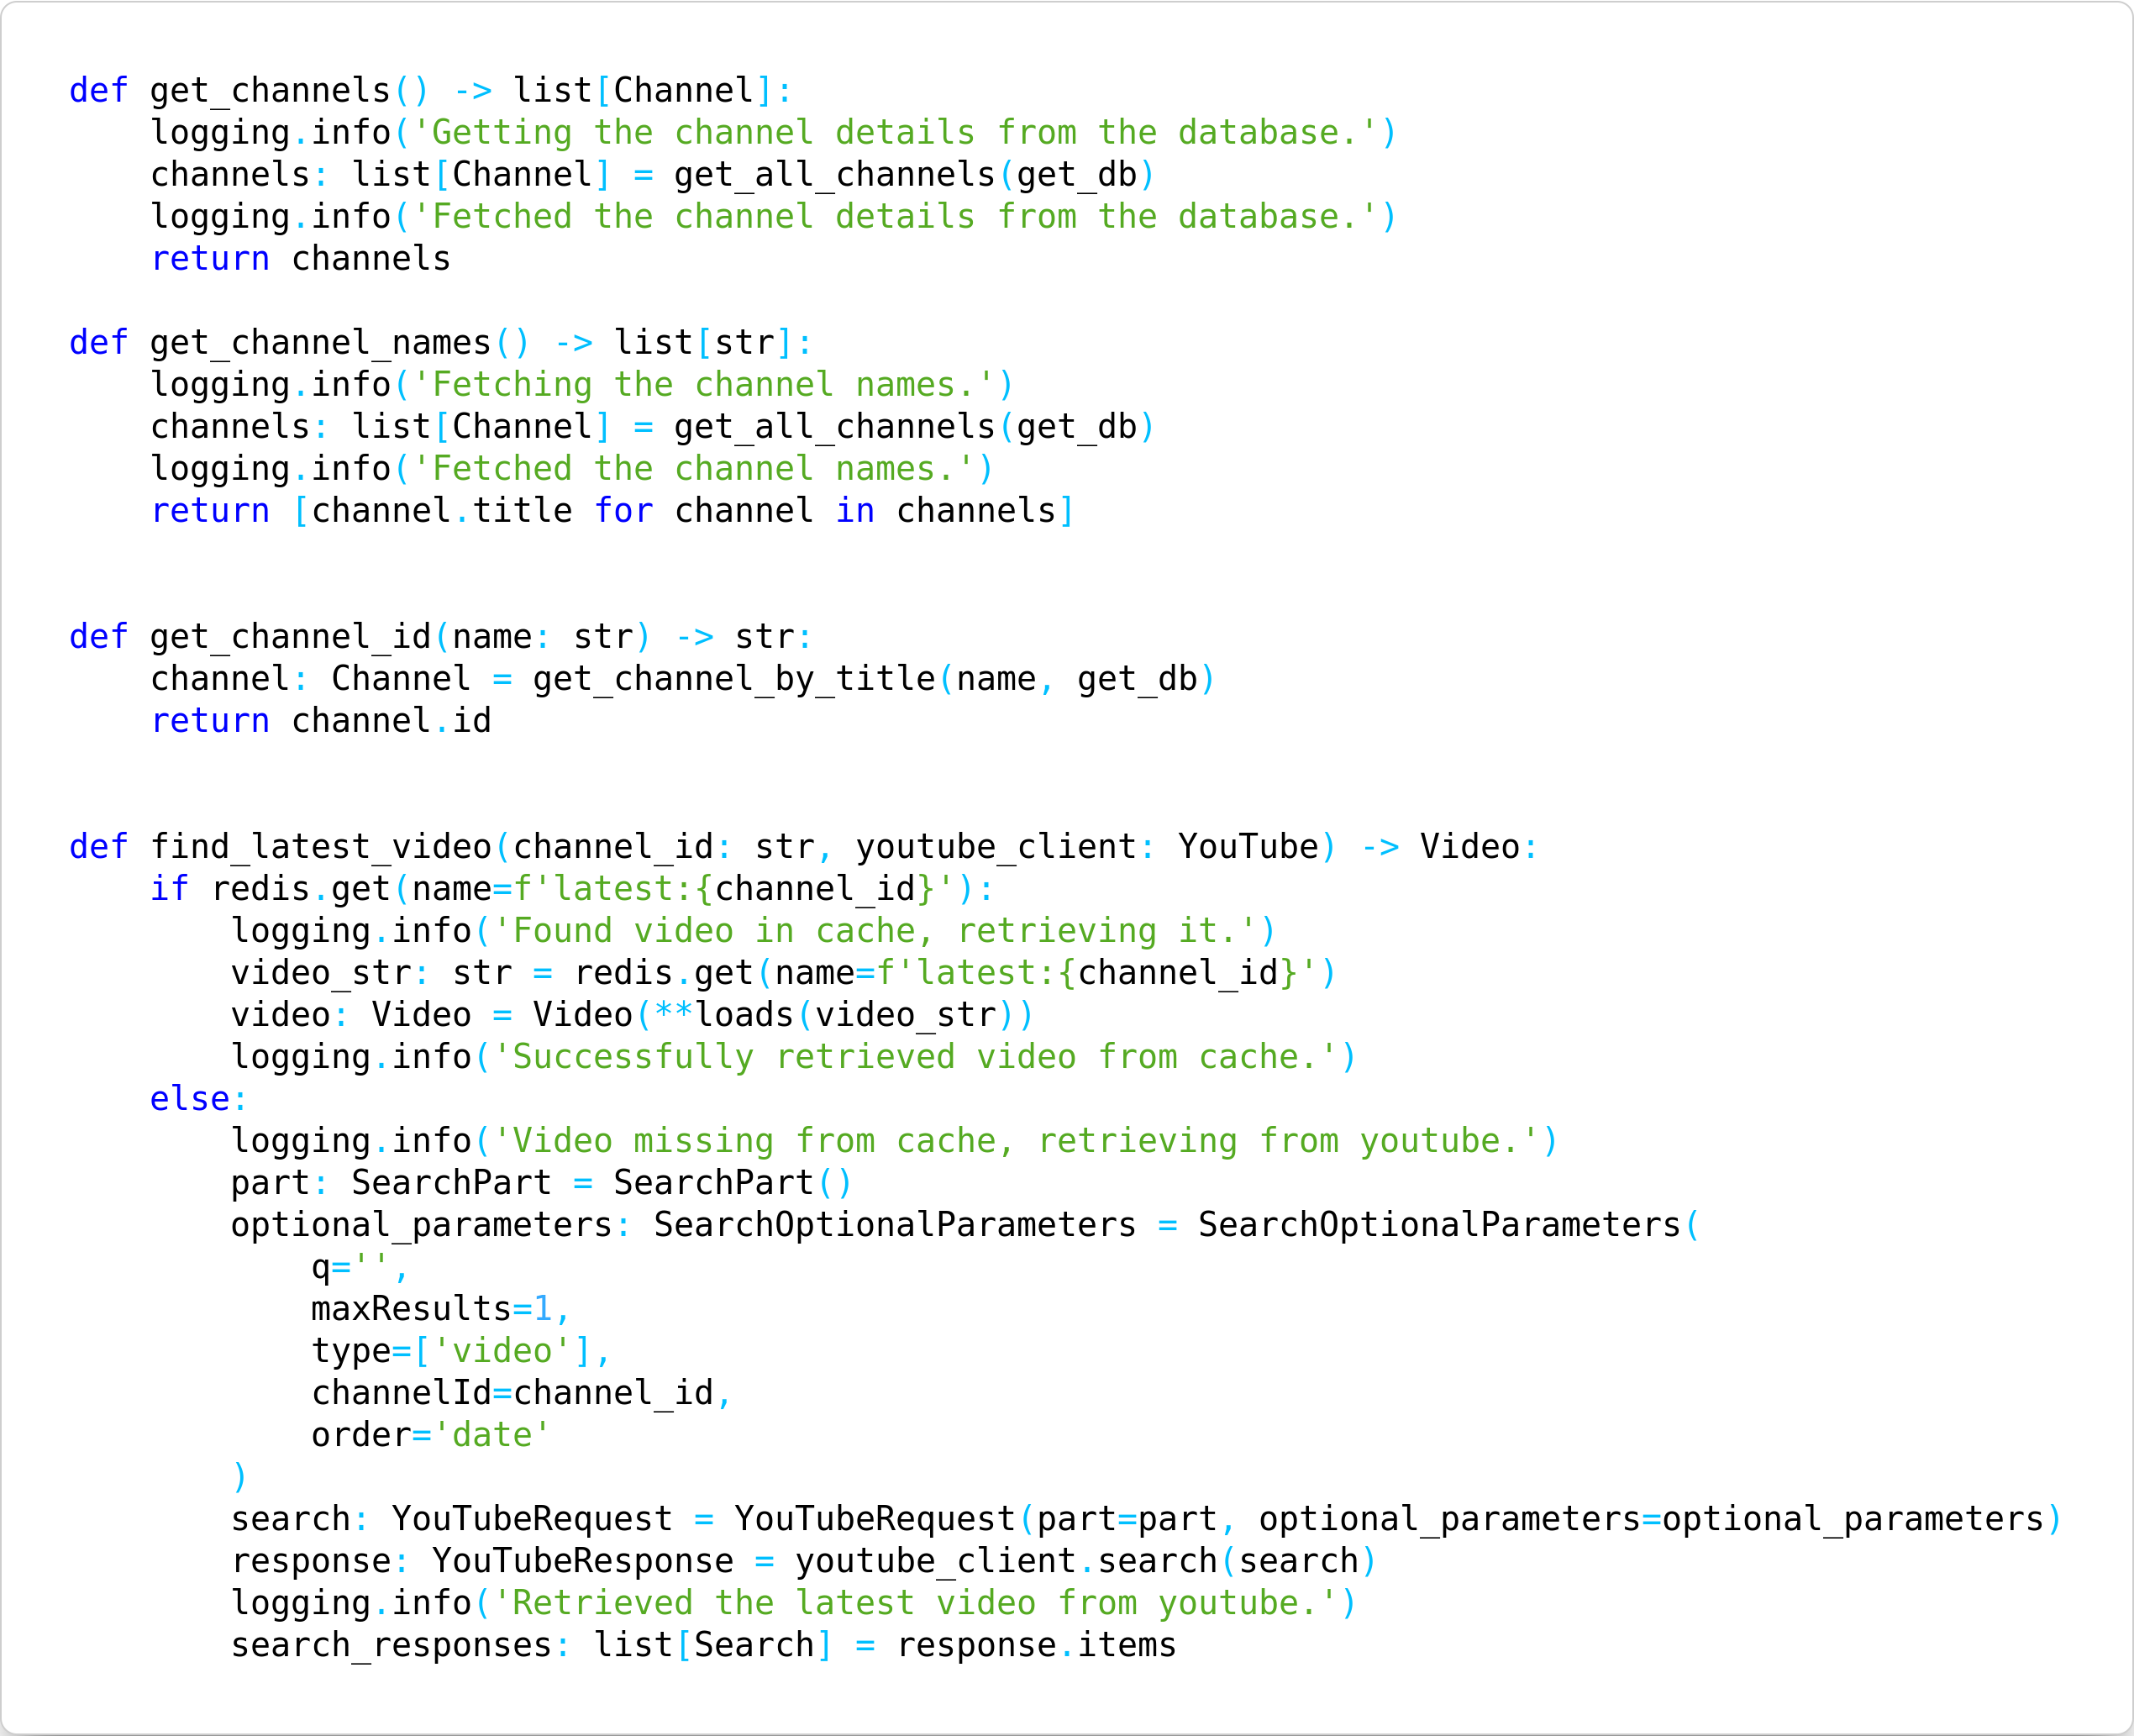 def get_channels() -> list[Channel]:
    logging.info('Getting the channel details from the database.')
    channels: list[Channel] = get_all_channels(get_db)
    logging.info('Fetched the channel details from the database.')
    return channels

def get_channel_names() -> list[str]:
    logging.info('Fetching the channel names.')
    channels: list[Channel] = get_all_channels(get_db)
    logging.info('Fetched the channel names.')
    return [channel.title for channel in channels]


def get_channel_id(name: str) -> str:
    channel: Channel = get_channel_by_title(name, get_db)
    return channel.id


def find_latest_video(channel_id: str, youtube_client: YouTube) -> Video:
    if redis.get(name=f'latest:{channel_id}'):
        logging.info('Found video in cache, retrieving it.')
        video_str: str = redis.get(name=f'latest:{channel_id}')
        video: Video = Video(**loads(video_str))
        logging.info('Successfully retrieved video from cache.')
    else:
        logging.info('Video missing from cache, retrieving from youtube.')
        part: SearchPart = SearchPart()
        optional_parameters: SearchOptionalParameters = SearchOptionalParameters(
            q='',
            maxResults=1,
            type=['video'],
            channelId=channel_id,
            order='date'
        )
        search: YouTubeRequest = YouTubeRequest(part=part, optional_parameters=optional_parameters)
        response: YouTubeResponse = youtube_client.search(search)
        logging.info('Retrieved the latest video from youtube.')
        search_responses: list[Search] = response.items